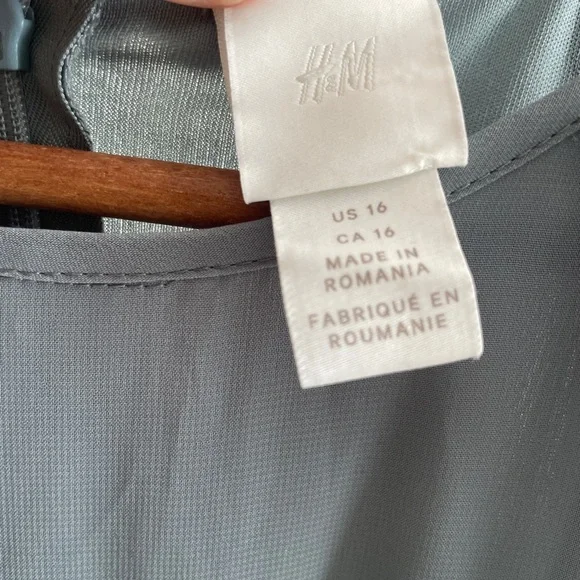 H&M
US 16
CA 16
MADE IN
ROMANIA
FABRIQUÉ EN
ROUMANIE